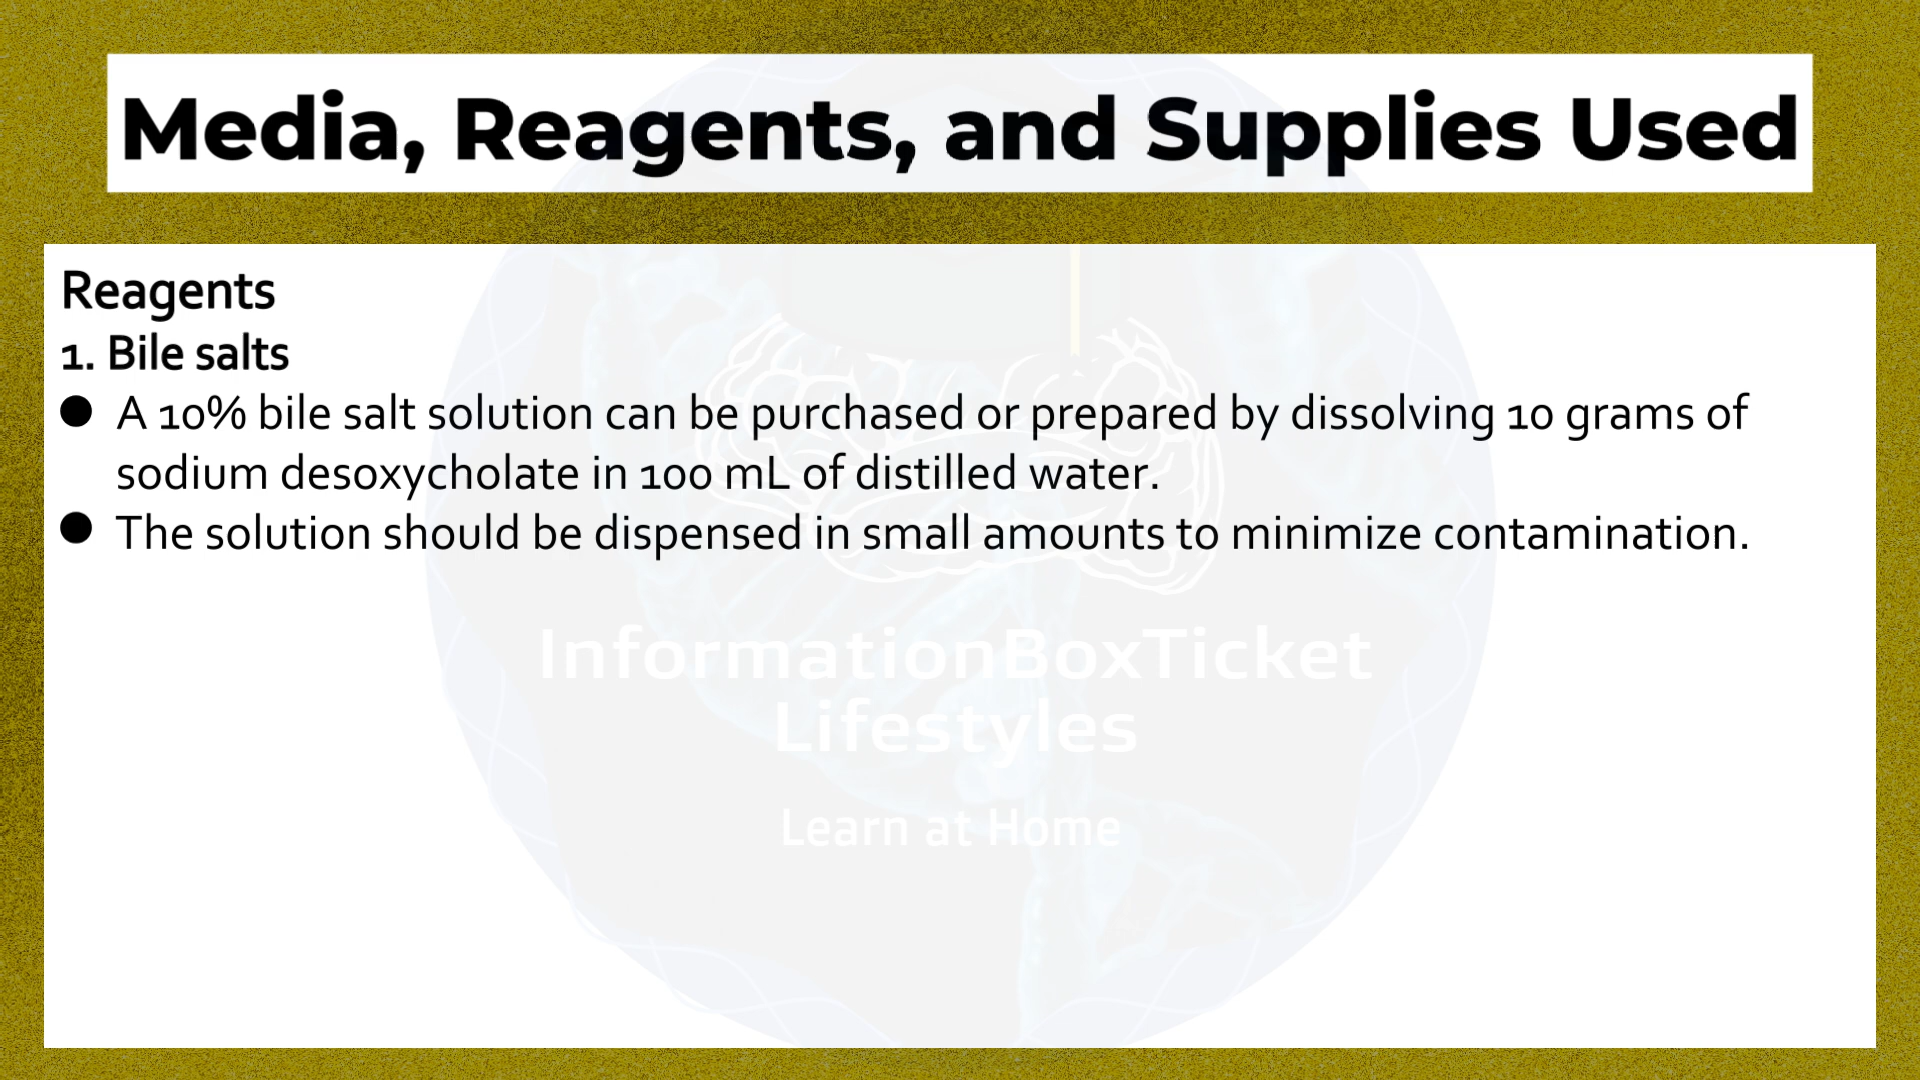 Media, Reagents, and Supplies Used
Reagents
1. Bile salts
● A 10% bile salt solution can be purchased or prepared by dissolving 10 grams of
sodium desoxycholate in 100 mL of distilled water.
● The solution should be dispensed in small amounts to minimize contamination.
InformationBoxTicket
Lifestyles
Learn at Home